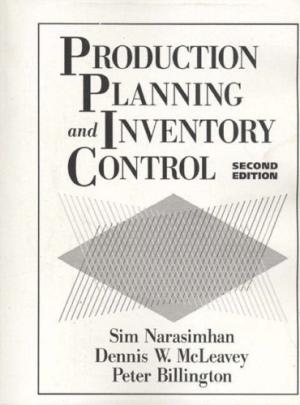 PRODUCTION
PLANNING
and INVENTORY
CONTROL SECOND
EDITION
Sim Narasimhan
Dennis W. McLeavey
Peter Billington